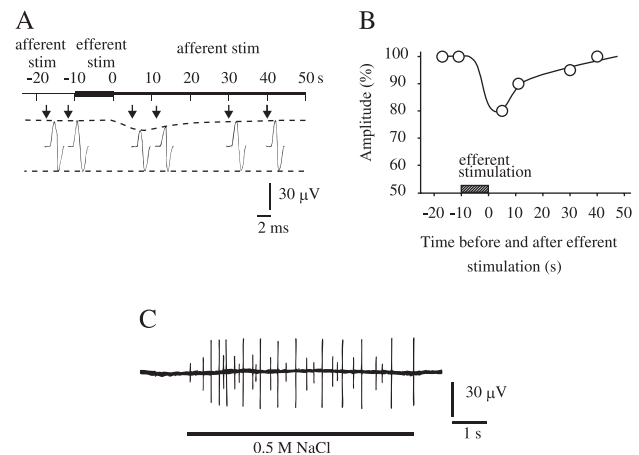 A
afferent efferent afferent stim
stim stim
-20 -10 0 10 20 30 40 50 s
30 µV
2 ms
B
Amplitude (%)
100
90
80
70
60
50
efferent
stimulation
-20 -10 0 10 20 30 40 50
Time before and after efferent
stimulation (s)
C
30 µV
1 s
0.5 M NaCl